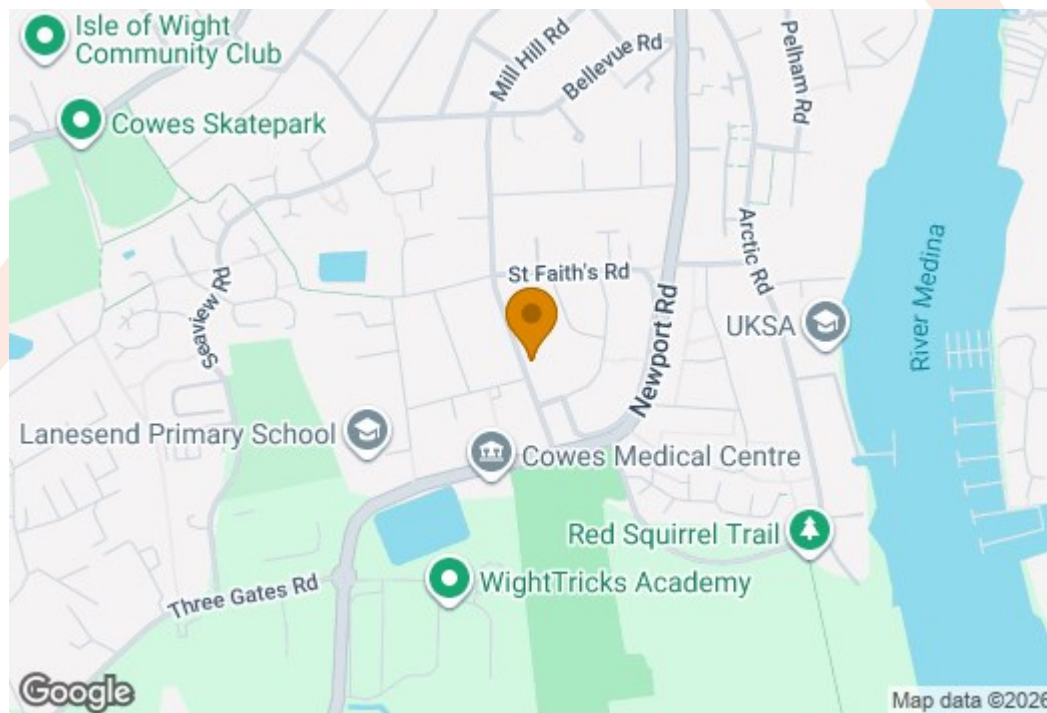 Isle of Wight
Community Club
Cowes Skatepark
Mill Hill Rd
Bellevue Rd
Pelham Rd
St Faith's Rd
Arctic Rd
Seaview Rd
Newport Rd
UKSA
River Medina
Lanesend Primary School
Cowes Medical Centre
Red Squirrel Trail
WightTricks Academy
Three Gates Rd
Google
Map data ©2026